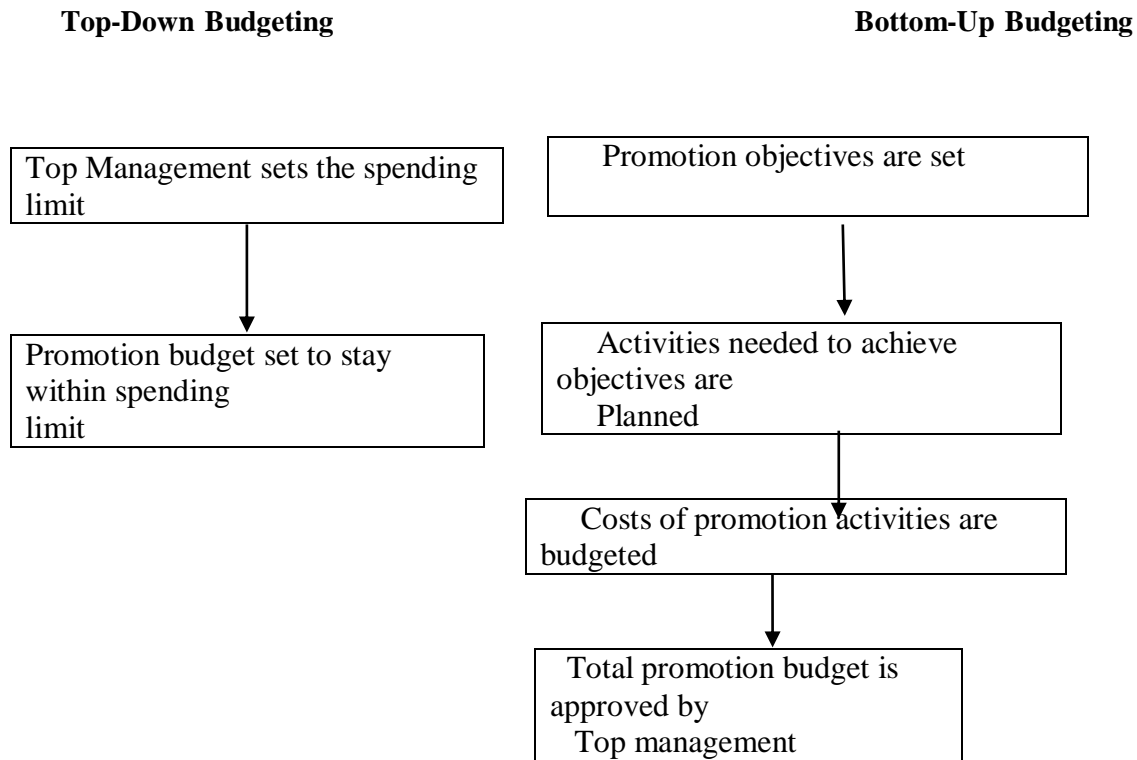 Top-Down Budgeting
Bottom-Up Budgeting
Top Management sets the spending
limit
Promotion budget set to stay
within spending
limit
Promotion objectives are set
Activities needed to achieve
objectives are
Planned
Costs of promotion activities are
budgeted
Total promotion budget is
approved by
Top management